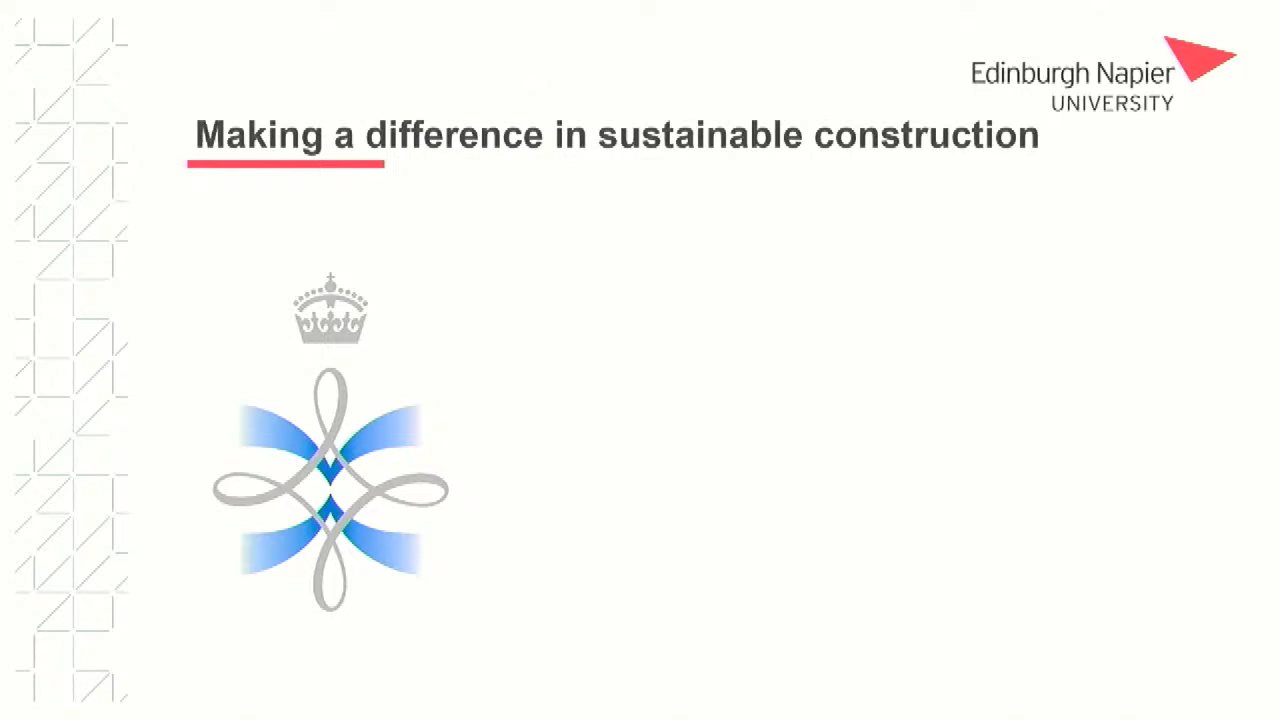 Edinburgh Napier
UNIVERSITY
Making a difference in sustainable construction